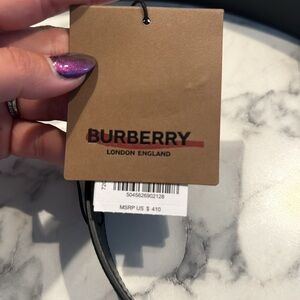 BURBERRY
LONDON ENGLAND
5045626902128
MSRP US $ 410